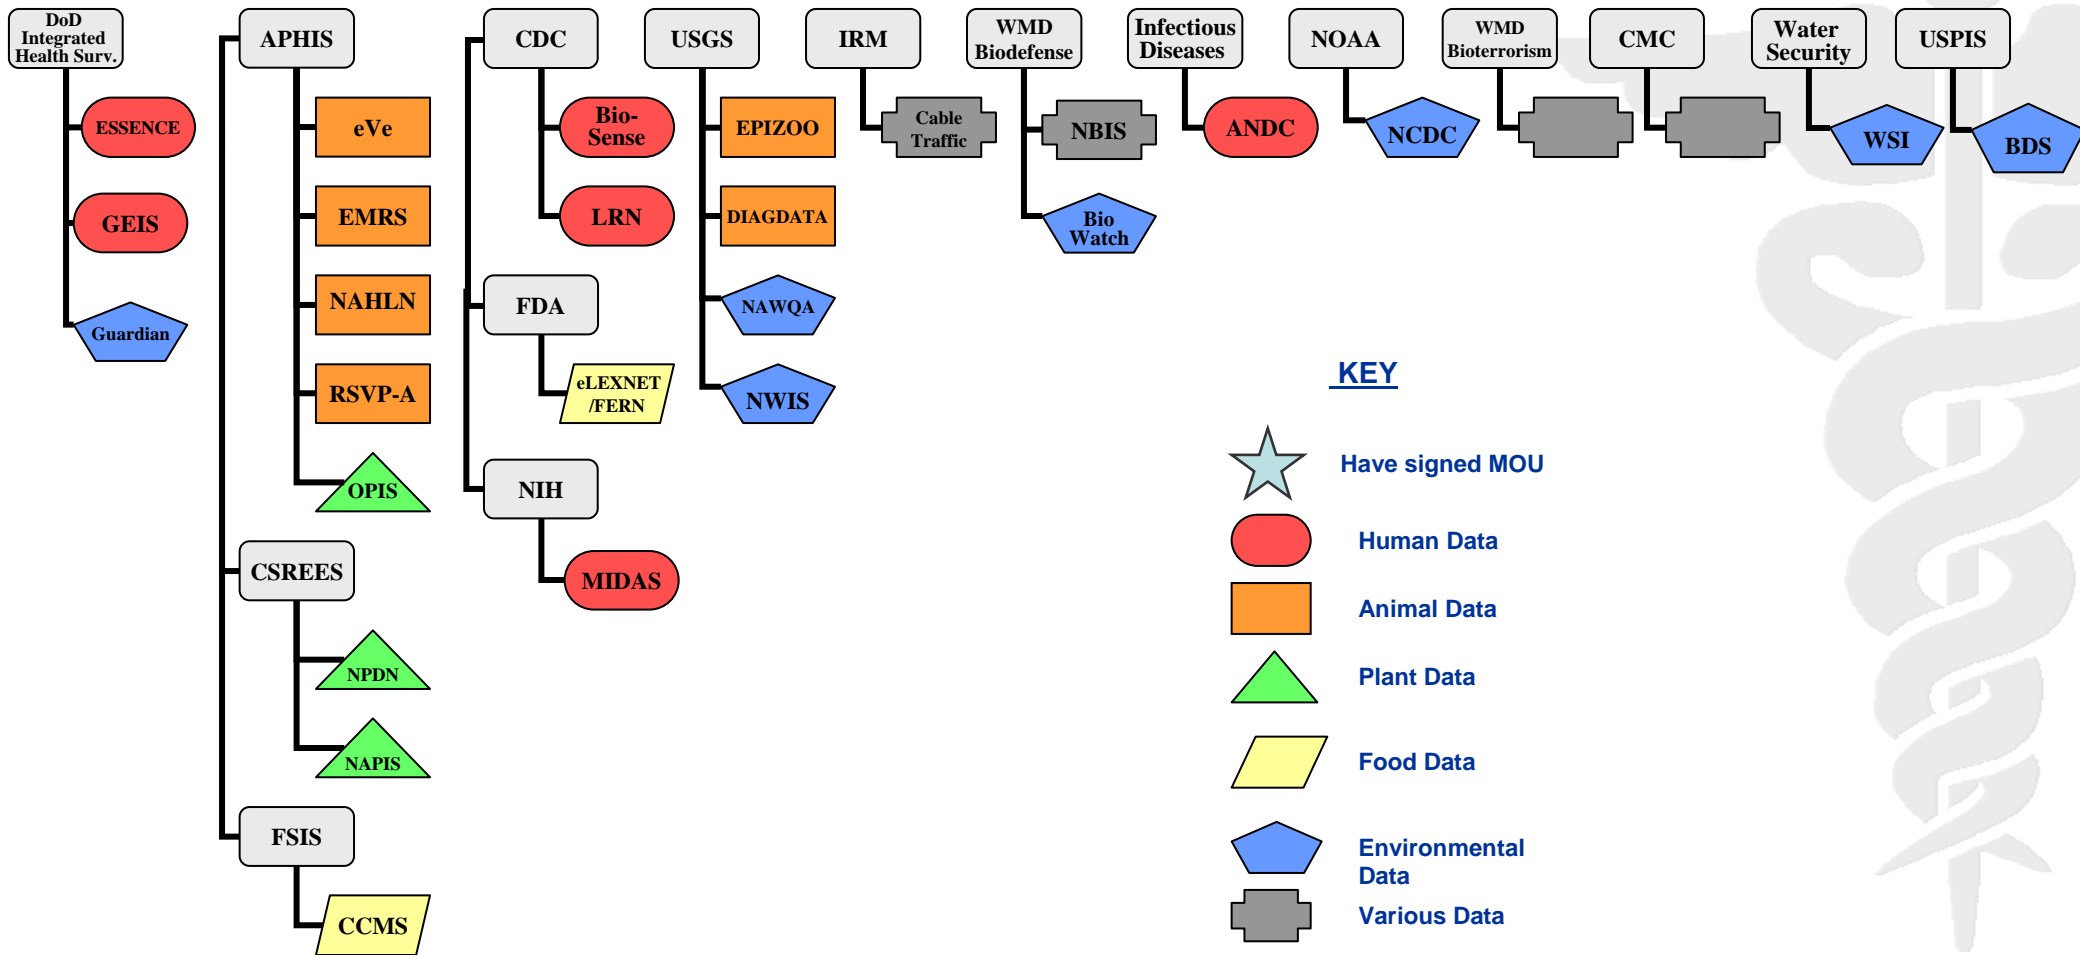 DoD
Integrated
Health Surv.
ESSENCE
GEIS
Guardian
APHIS
eVe
EMRS
NAHLN
RSVP-A
OPIS
CSREES
NPDN
NAPIS
FSIS
CCMS
CDC
Bio-
Sense
LRN
FDA
eLEXNET
/FERN
NIH
MIDAS
USGS
EPIZOO
DIAGDATA
NAWQA
NWIS
IRM
Cable
Traffic
WMD
Biodefense
NBIS
Bio
Watch
Infectious
Diseases
ANDC
NOAA
NCDC
WMD
Bioterrorism
CMC
Water
Security
WSI
USPIS
BDS
KEY
Have signed MOU
Human Data
Animal Data
Plant Data
Food Data
Environmental
Data
Various Data